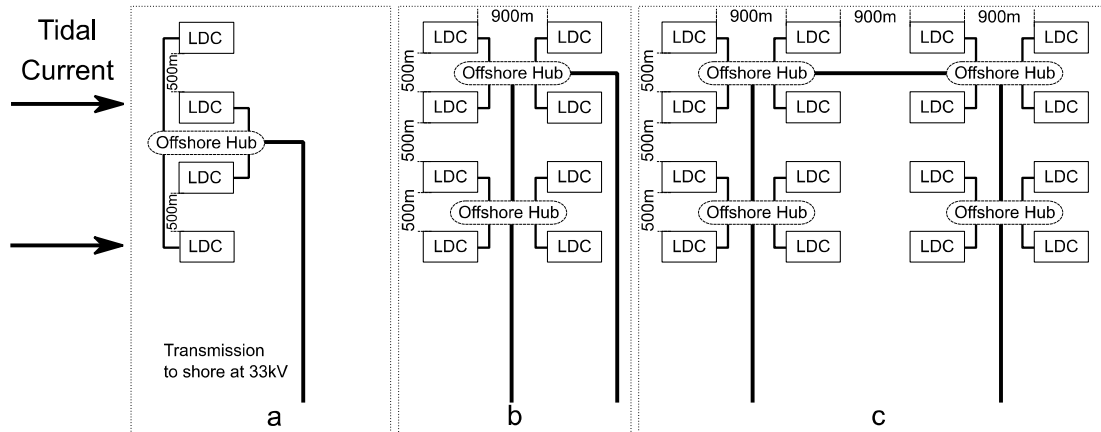 Tidal
Current
LDC
500m
LDC
Offshore Hub
LDC
500m
LDC
Transmission
to shore at 33kV
a
900m
LDC
LDC
500m
Offshore Hub
LDC
LDC
500m
LDC
LDC
500m
Offshore Hub
LDC
LDC
b
900m
900m
900m
LDC
LDC
LDC
LDC
500m
Offshore Hub
Offshore Hub
LDC
LDC
LDC
LDC
500m
LDC
LDC
LDC
LDC
500m
Offshore Hub
Offshore Hub
LDC
LDC
LDC
LDC
c